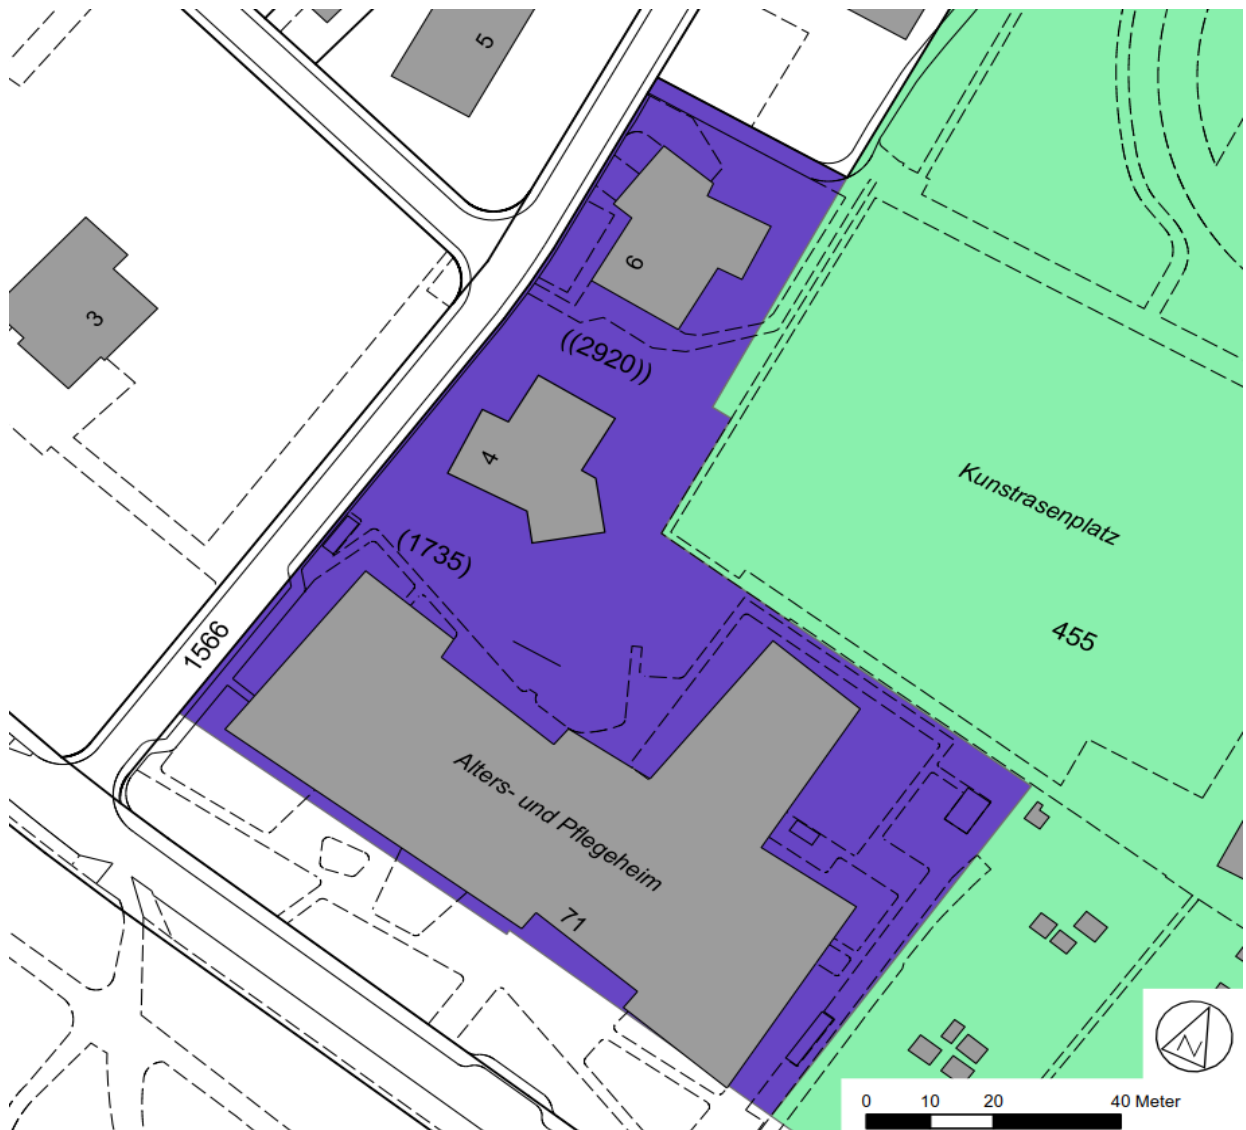 5
6
3
((2920))
4
Kunstrasenplatz
(1735)
455
1566
Alters- und Pflegeheim
71
N
0 10 20 40 Meter